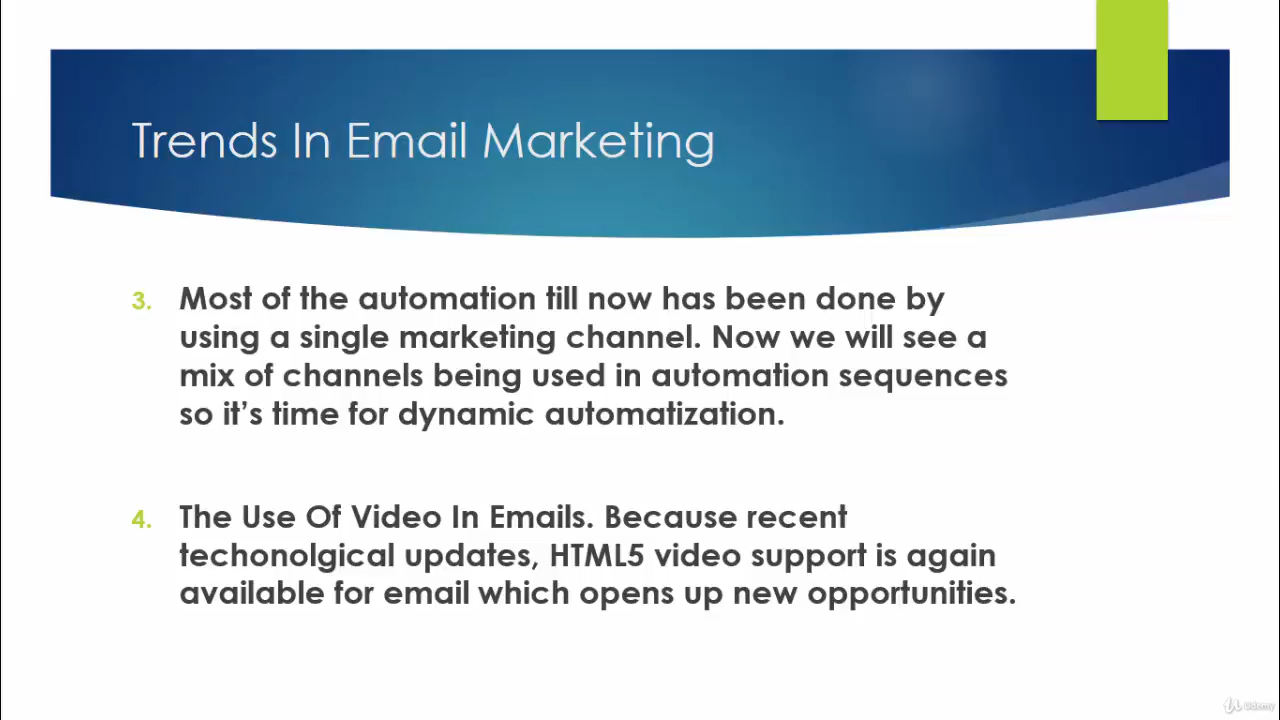 Trends In Email Marketing
3. Most of the automation till now has been done by
using a single marketing channel. Now we will see a
mix of channels being used in automation sequences
so it’s time for dynamic automatization.
4. The Use Of Video In Emails. Because recent
techonolgical updates, HTML5 video support is again
available for email which opens up new opportunities.
Udemy